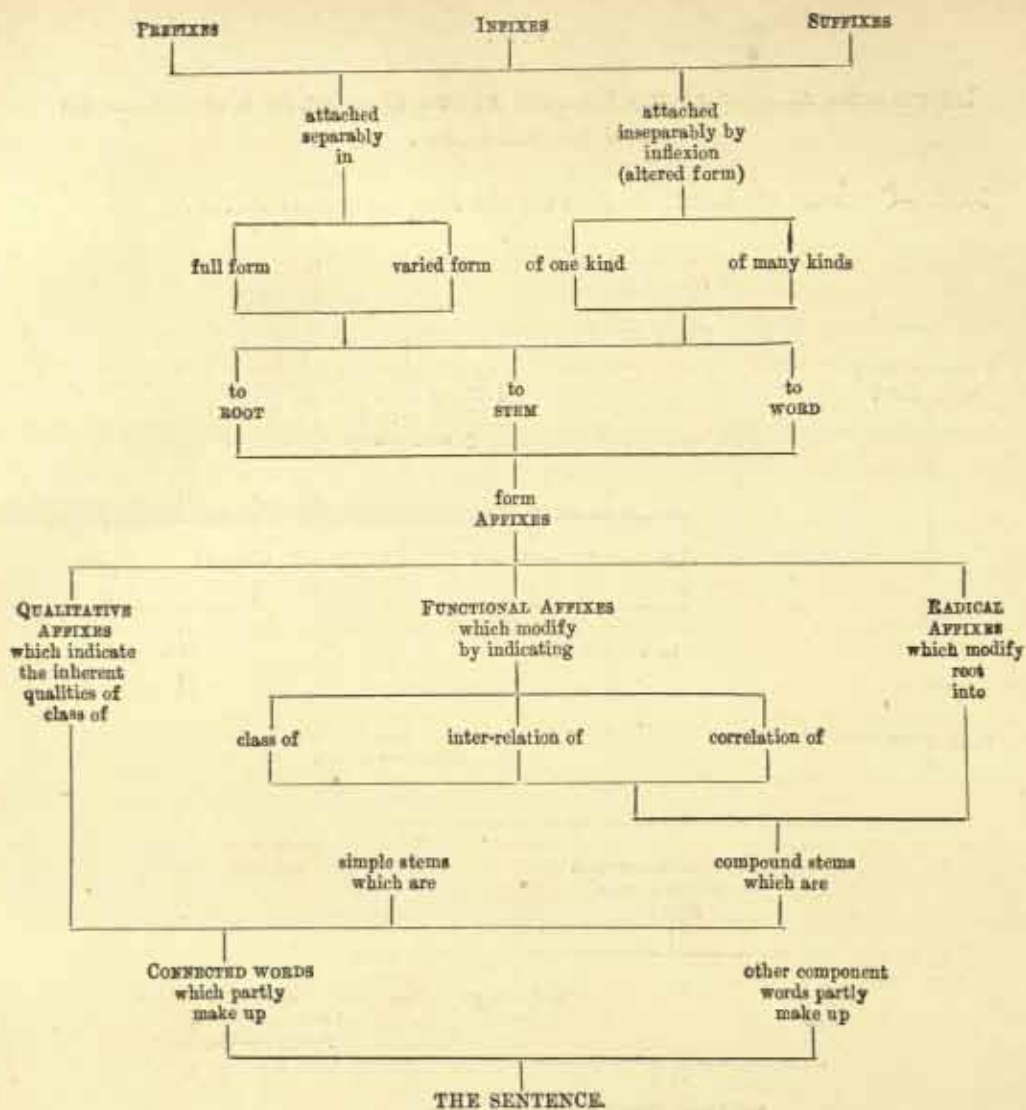 PREFIXES INFIXES SUFFIXES
attached
separably
in
attached
inseparably by
inflexion
(altered form)
full form varied form of one kind of many kinds
to
ROOT
to
STEM
to
WORD
form
AFFIXES
QUALITATIVE
AFFIXES
which indicate
the inherent
qualities of
class of
FUNCTIONAL AFFIXES
which modify
by indicating
RADICAL
AFFIXES
which modify
root
into
class of inter-relation of correlation of
simple stems
which are
compound stems
which are
CONNECTED WORDS
which partly
make up
other component
words partly
make up
THE SENTENCE.